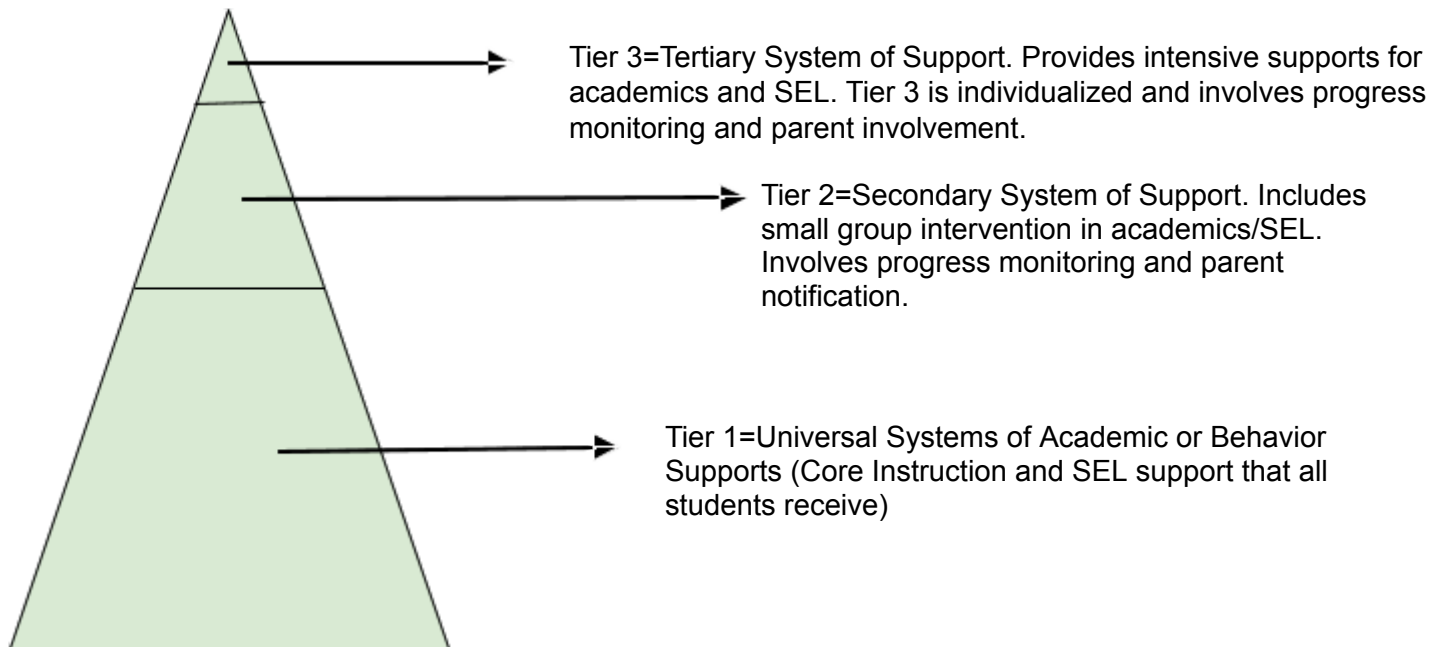 Tier 3=Tertiary System of Support. Provides intensive supports for
academics and SEL. Tier 3 is individualized and involves progress
monitoring and parent involvement.
Tier 2=Secondary System of Support. Includes
small group intervention in academics/SEL.
Involves progress monitoring and parent
notification.
Tier 1=Universal Systems of Academic or Behavior
Supports (Core Instruction and SEL support that all
students receive)